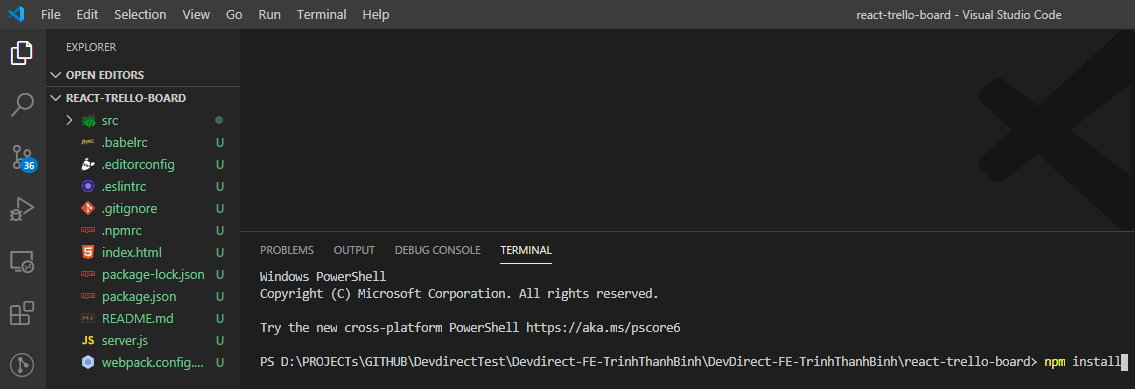 File Edit Selection View Go Run Terminal Help react-trello-board - Visual Studio Code
EXPLORER
OPEN EDITORS
REACT-TRELLO-BOARD
src
.babelrc U
.editorconfig U
.eslintrc U
.gitignore U
.npmrc U
index.html U
package-lock.json U
package.json U
README.md U
JS server.js U
webpack.config.... U
36
PROBLEMS OUTPUT DEBUG CONSOLE TERMINAL
Windows PowerShell
Copyright (C) Microsoft Corporation. All rights reserved.
Try the new cross-platform PowerShell https://aka.ms/pscore6
PS D:\PROJECTs\GITHUB\DevdirectTest\Devdirect-FE-TrinhThanhBinh\DevDirect-FE-TrinhThanhBinh\react-trello-board> npm install